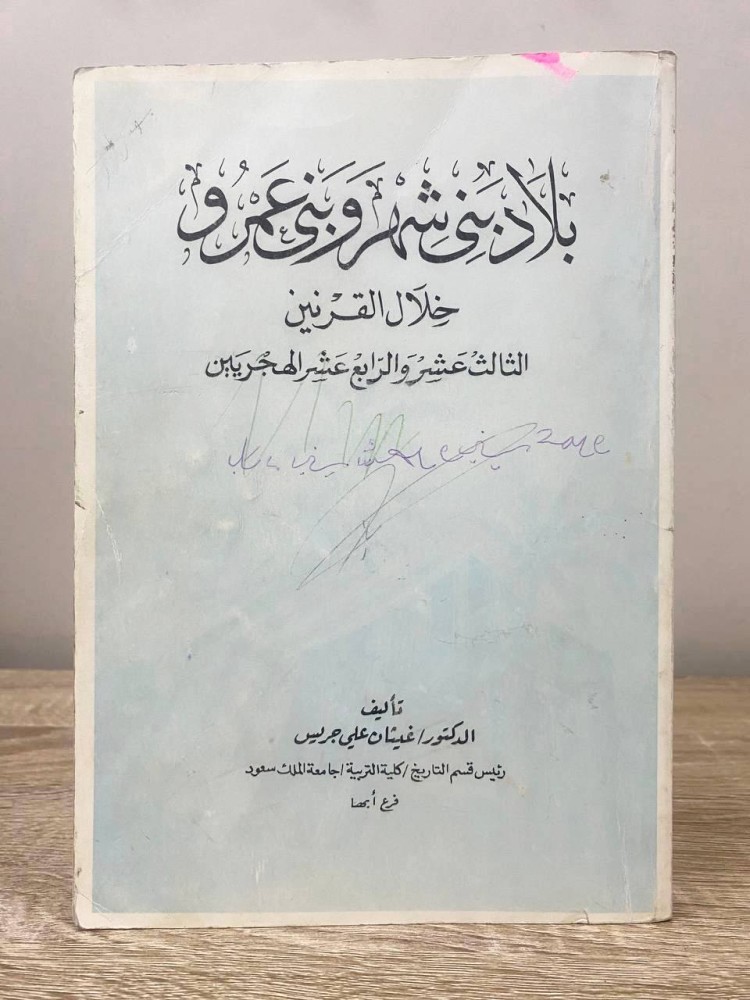 بلاد بني شهر وبني عمرو
خلال القرنين
الثالث عشر والرابع عشر الهجريين
تأليف
الدكتور/غيثان علي جريس
رئيس قسم التاريخ/كلية التربية/جامعة الملك سعود
فرع أبها